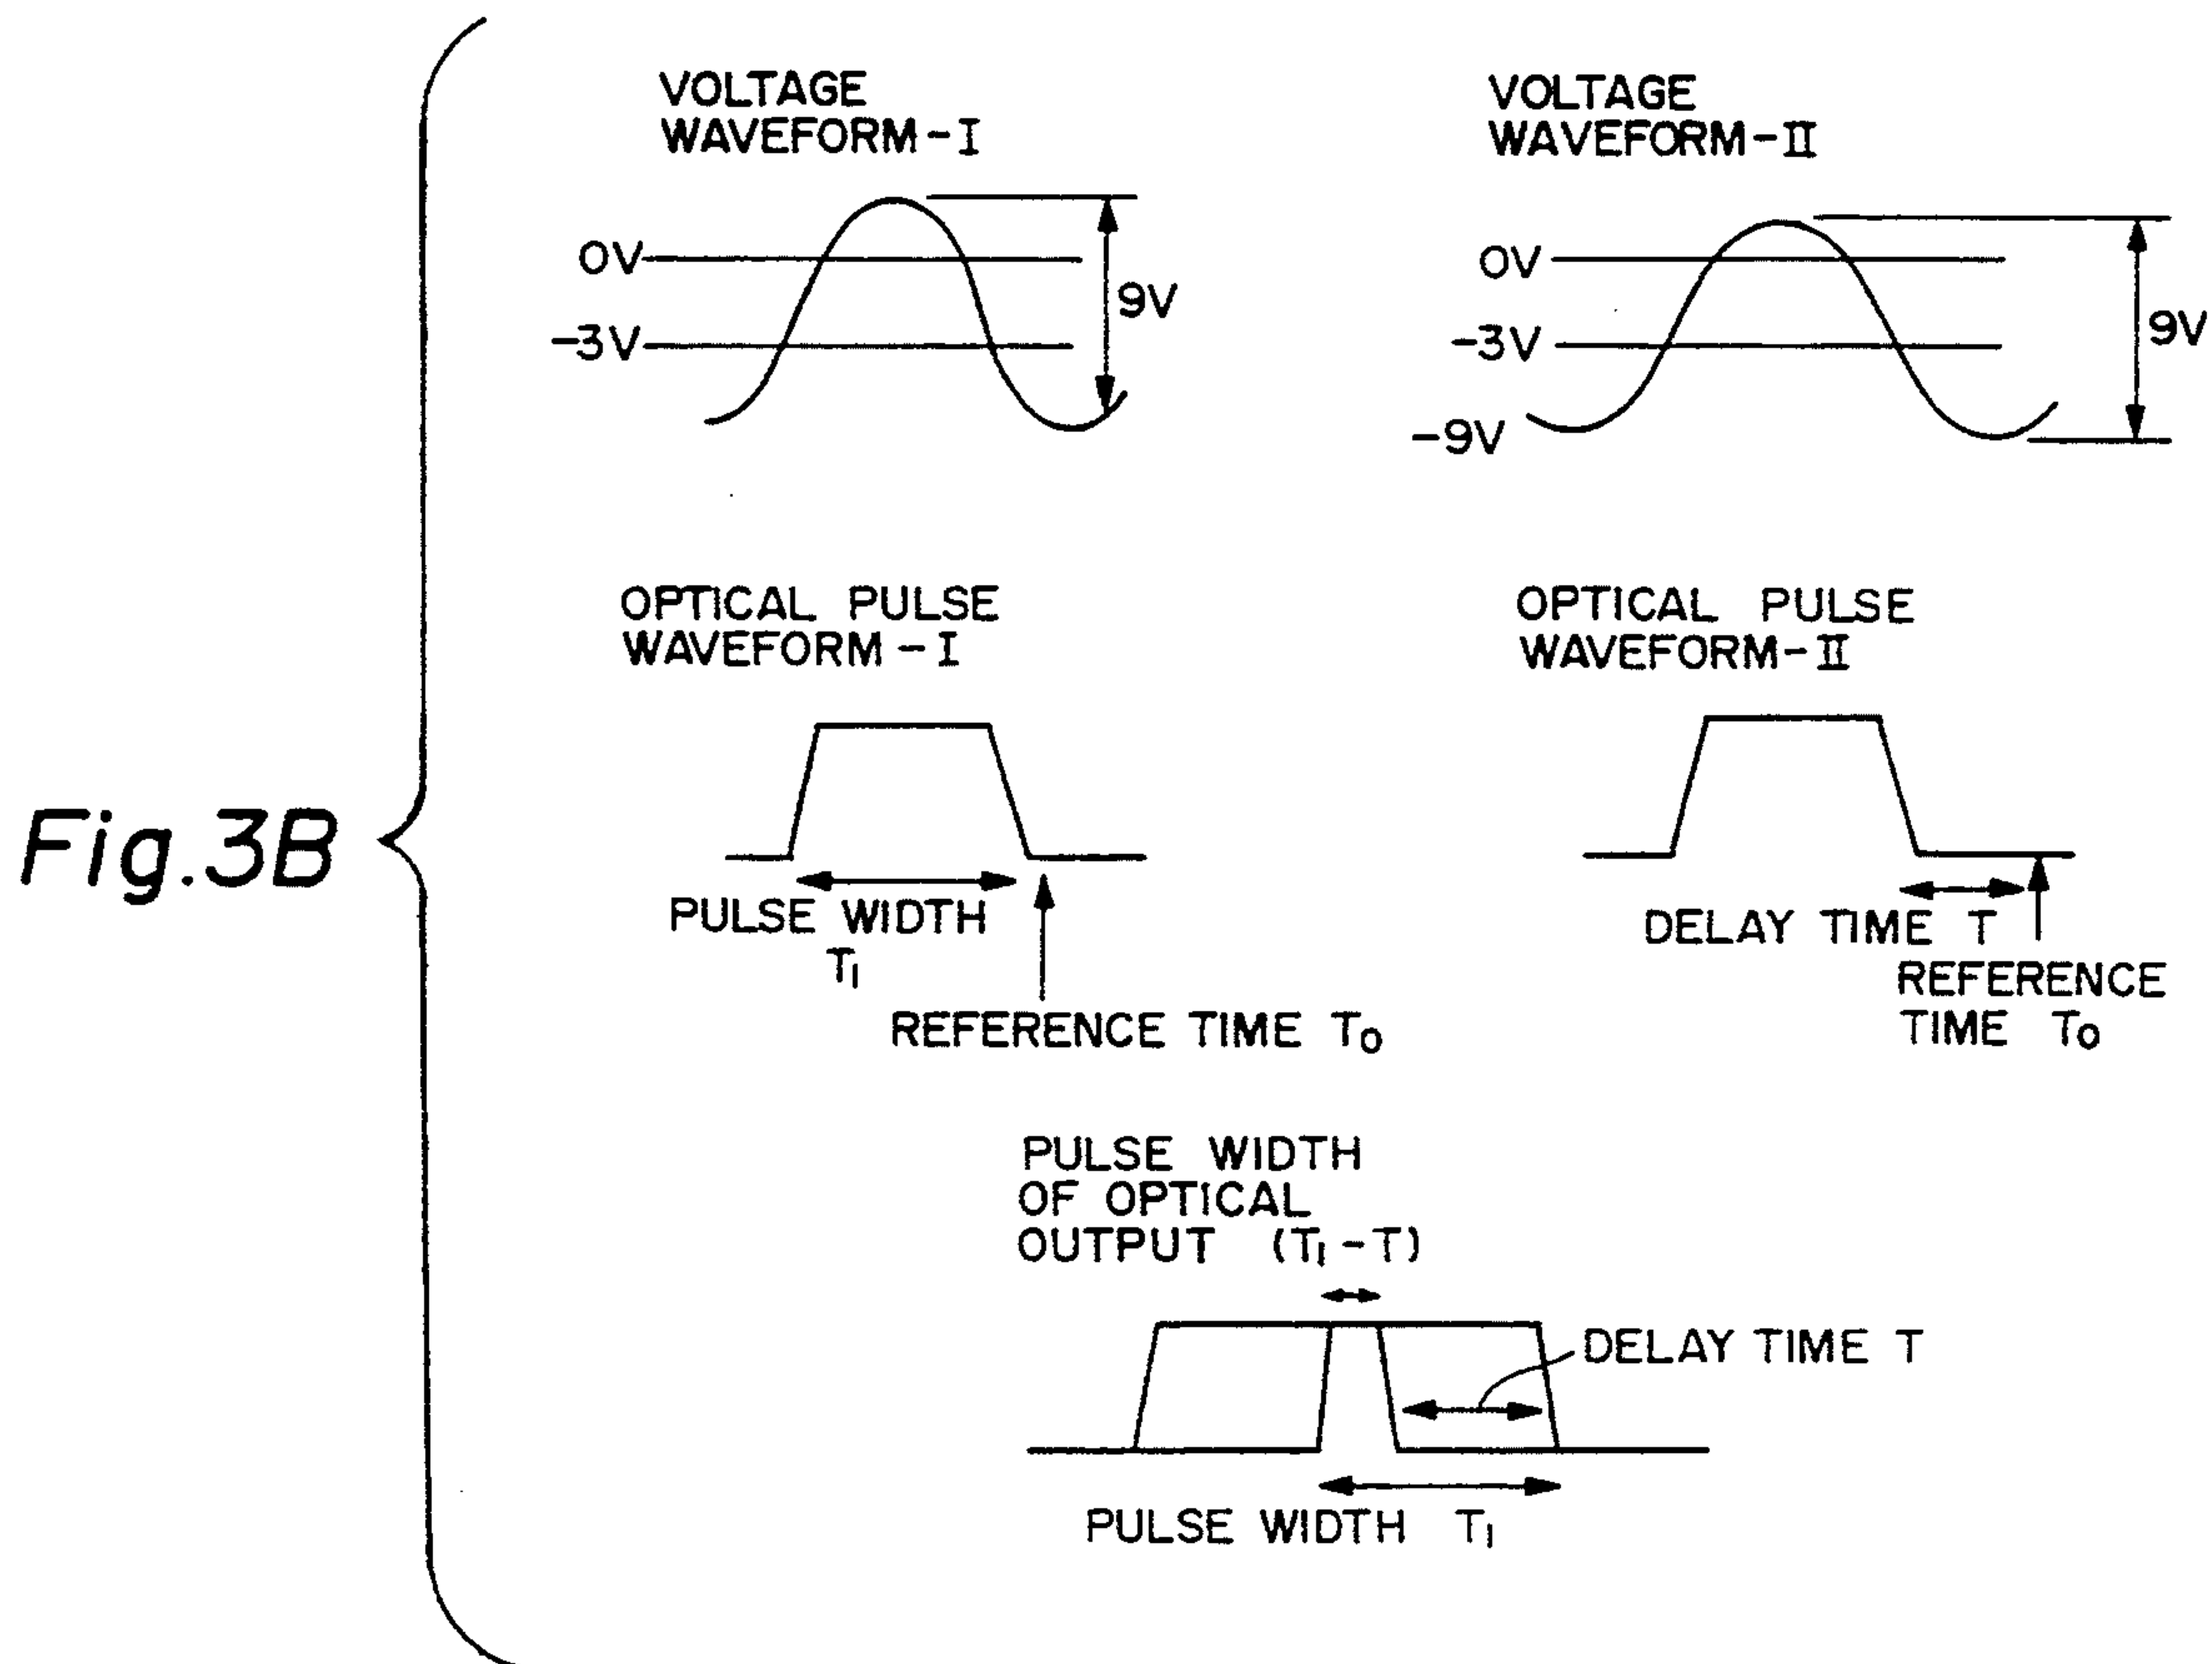 VOLTAGE
WAVEFORM-I
0V
-3V
9V
VOLTAGE
WAVEFORM-II
0V
-3V
-9V
9V
OPTICAL PULSE
WAVEFORM-I
PULSE WIDTH
T1
REFERENCE TIME T0
OPTICAL PULSE
WAVEFORM-II
DELAY TIME T
REFERENCE
TIME T0
Fig.3B
PULSE WIDTH
OF OPTICAL
OUTPUT (T1-T)
DELAY TIME T
PULSE WIDTH T1